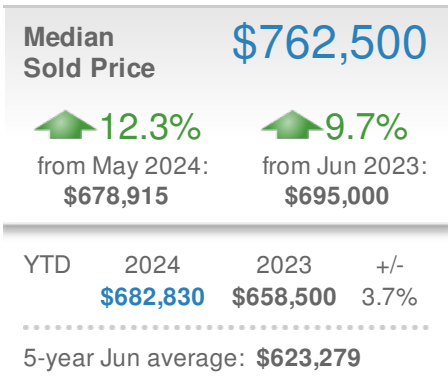 Median
Sold Price
$762,500
12.3%
from May 2024:
$678,915
9.7%
from Jun 2023:
$695,000
YTD 2024 2023 +/-
$682,830 $658,500 3.7%
5-year Jun average: $623,279